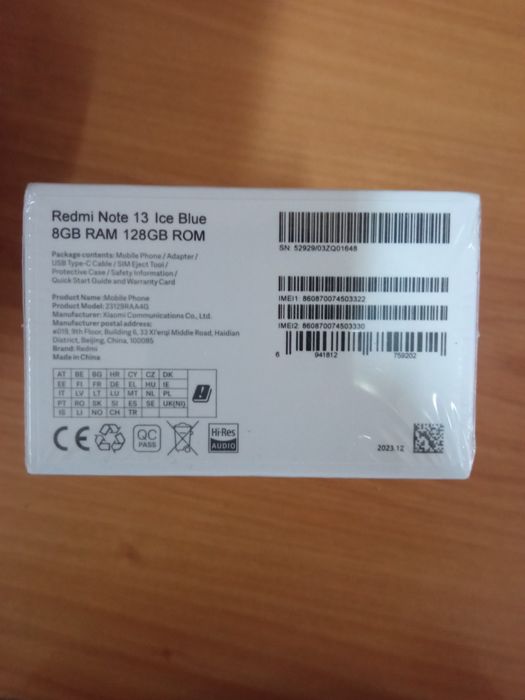 Redmi Note 13 Ice Blue
8GB RAM 128GB ROM
Package contents: Mobile Phone / Adapter /
USB Type-C Cable / SIM Eject Tool /
Protective Case / Safety Information /
Quick Start Guide and Warranty Card
Product Name:Mobile Phone
Product Model: 23129RAA4G
Manufacturer: Xiaomi Communications Co., Ltd.
Manufacturer postal address:
#019, 9th Floor, Building 6, 33 Xi'erqi Middle Road, Haidian
District, Beijing, China, 100085
Brand: Redmi
Made in China
AT BE BG HR CY CZ DK
EE FI FR DE EL HU IE
IT LV LT LU MT NL PL
PT RO SK SI ES SE UK(NI)
IS LI NO CH TR
CE
QC
PASS
Hi-Res
AUDIO
SN: 52929/03ZQ01648
IMEI1 860870074503322
IMEI2 860870074503330
6 941812 759202
2023.12